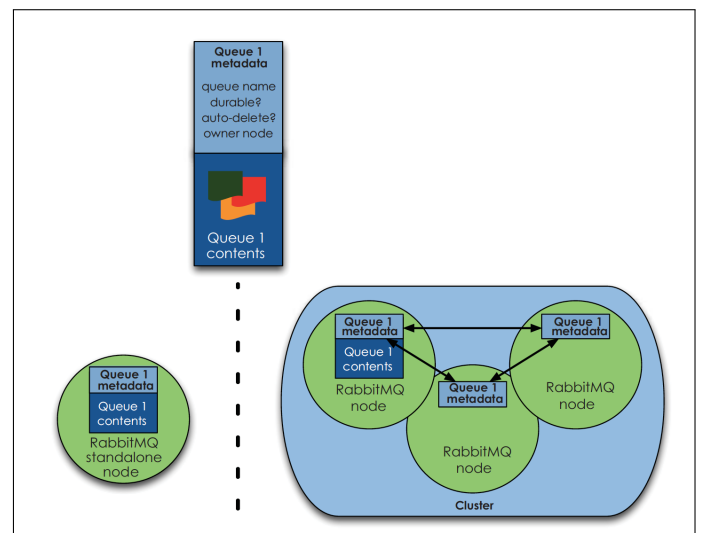 Queue 1
metadata
queue name
durable?
auto-delete?
owner node
Queue 1
contents
Queue 1
metadata
Queue 1
contents
RabbitMQ
standalone
node
Queue 1
metadata
Queue 1
contents
RabbitMQ
node
Queue 1
metadata
RabbitMQ
node
Queue 1
metadata
RabbitMQ
node
Cluster